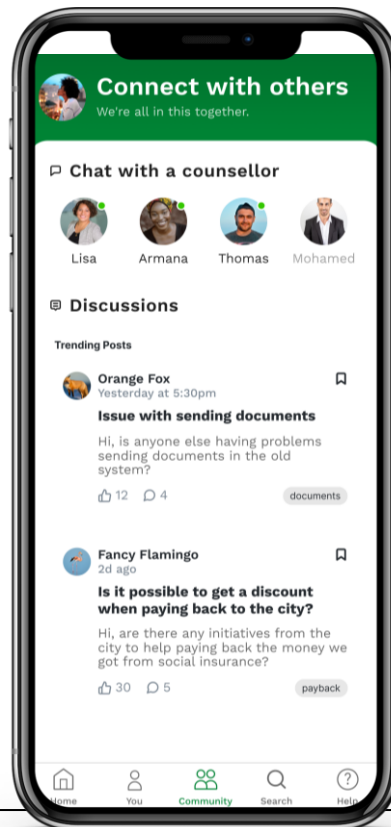 Connect with others
We're all in this together.
Chat with a counsellor
Lisa
Armana
Thomas
Mohamed
Discussions
Trending Posts
Orange Fox
Yesterday at 5:30pm
Issue with sending documents
Hi, is anyone else having problems
sending documents in the old
system?
12
4
documents
Fancy Flamingo
2d ago
Is it possible to get a discount
when paying back to the city?
Hi, are there any initiatives from the
city to help paying back the money we
got from social insurance?
30
5
payback
Home
You
Community
Search
Help